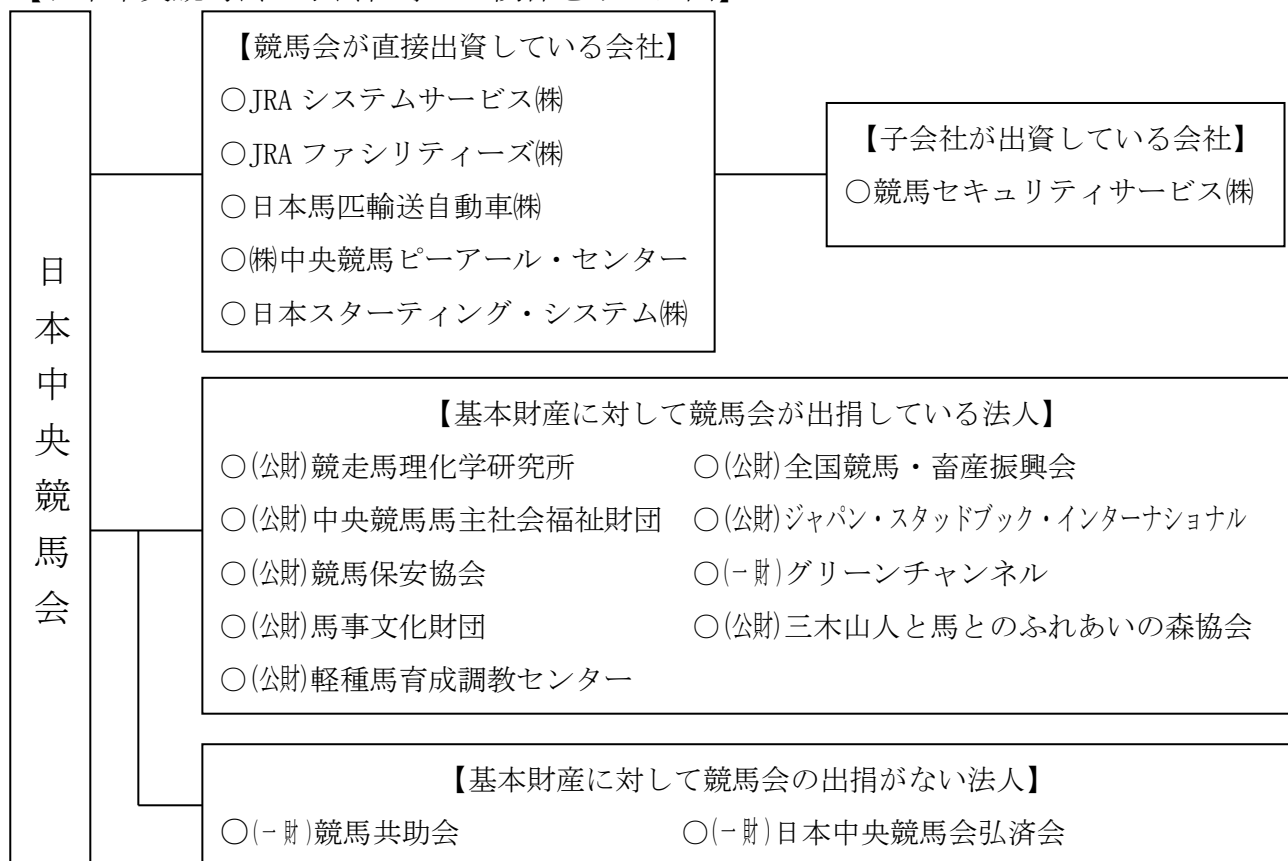 日本中央競馬会
【競馬会が直接出資している会社】
○JRA システムサービス㈱
○JRA ファシリティーズ㈱
○日本馬匹輸送自動車㈱
○㈱中央競馬ピーアール・センター
○日本スターティング・システム㈱
【子会社が出資している会社】
○競馬セキュリティサービス㈱
【基本財産に対して競馬会が出捐している法人】
○(公財)競走馬理化学研究所 ○(公財)全国競馬・畜産振興会
○(公財)中央競馬馬主社会福祉財団 ○(公財)ジャパン・スタッドブック・インターナショナル
○(公財)競馬保安協会 ○(一財)グリーンチャンネル
○(公財)馬事文化財団 ○(公財)三木山人と馬とのふれあいの森協会
○(公財)軽種馬育成調教センター
【基本財産に対して競馬会の出捐がない法人】
○(一財)競馬共助会 ○(一財)日本中央競馬会弘済会